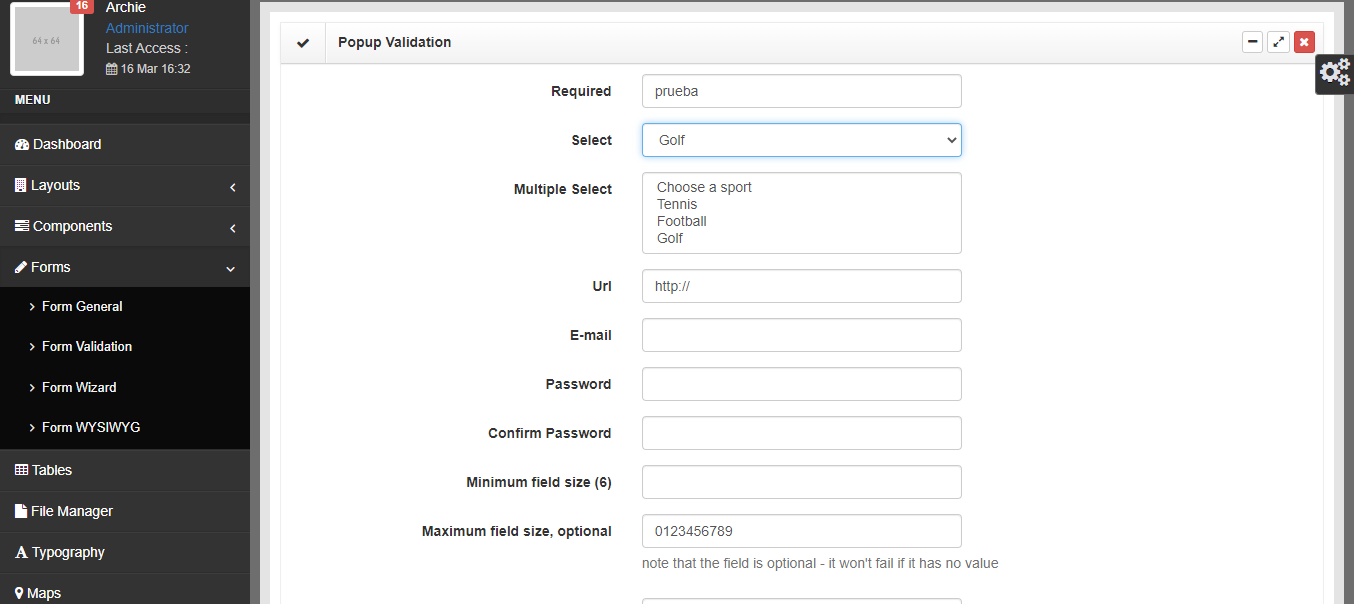 16
Archie
Administrator
Last Access :
16 Mar 16:32
64 x 64
MENU
Dashboard
Layouts
Components
Forms
Form General
Form Validation
Form Wizard
Form WYSIWYG
Tables
File Manager
Typography
Maps
Popup Validation
Required prueba
Select Golf
Multiple Select Choose a sport
Tennis
Football
Golf
Url http://
E-mail
Password
Confirm Password
Minimum field size (6)
Maximum field size, optional 0123456789
note that the field is optional - it won't fail if it has no value